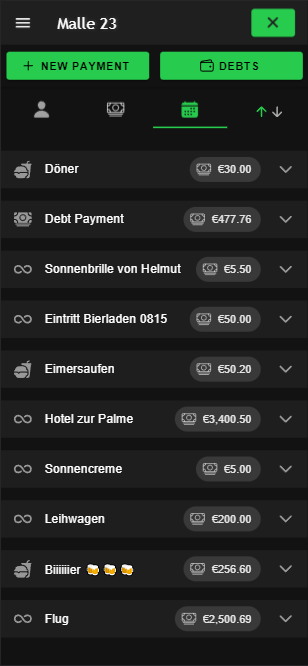 Malle 23
NEW PAYMENT
DEBTS
Döner €30.00
Debt Payment €477.76
Sonnenbrille von Helmut €5.50
Eintritt Bierladen 0815 €50.00
Eimersaufen €50.20
Hotel zur Palme €3,400.50
Sonnencreme €5.00
Leihwagen €200.00
Biiiiiier 🍻 🍻 🍻 €256.60
Flug €2,500.69